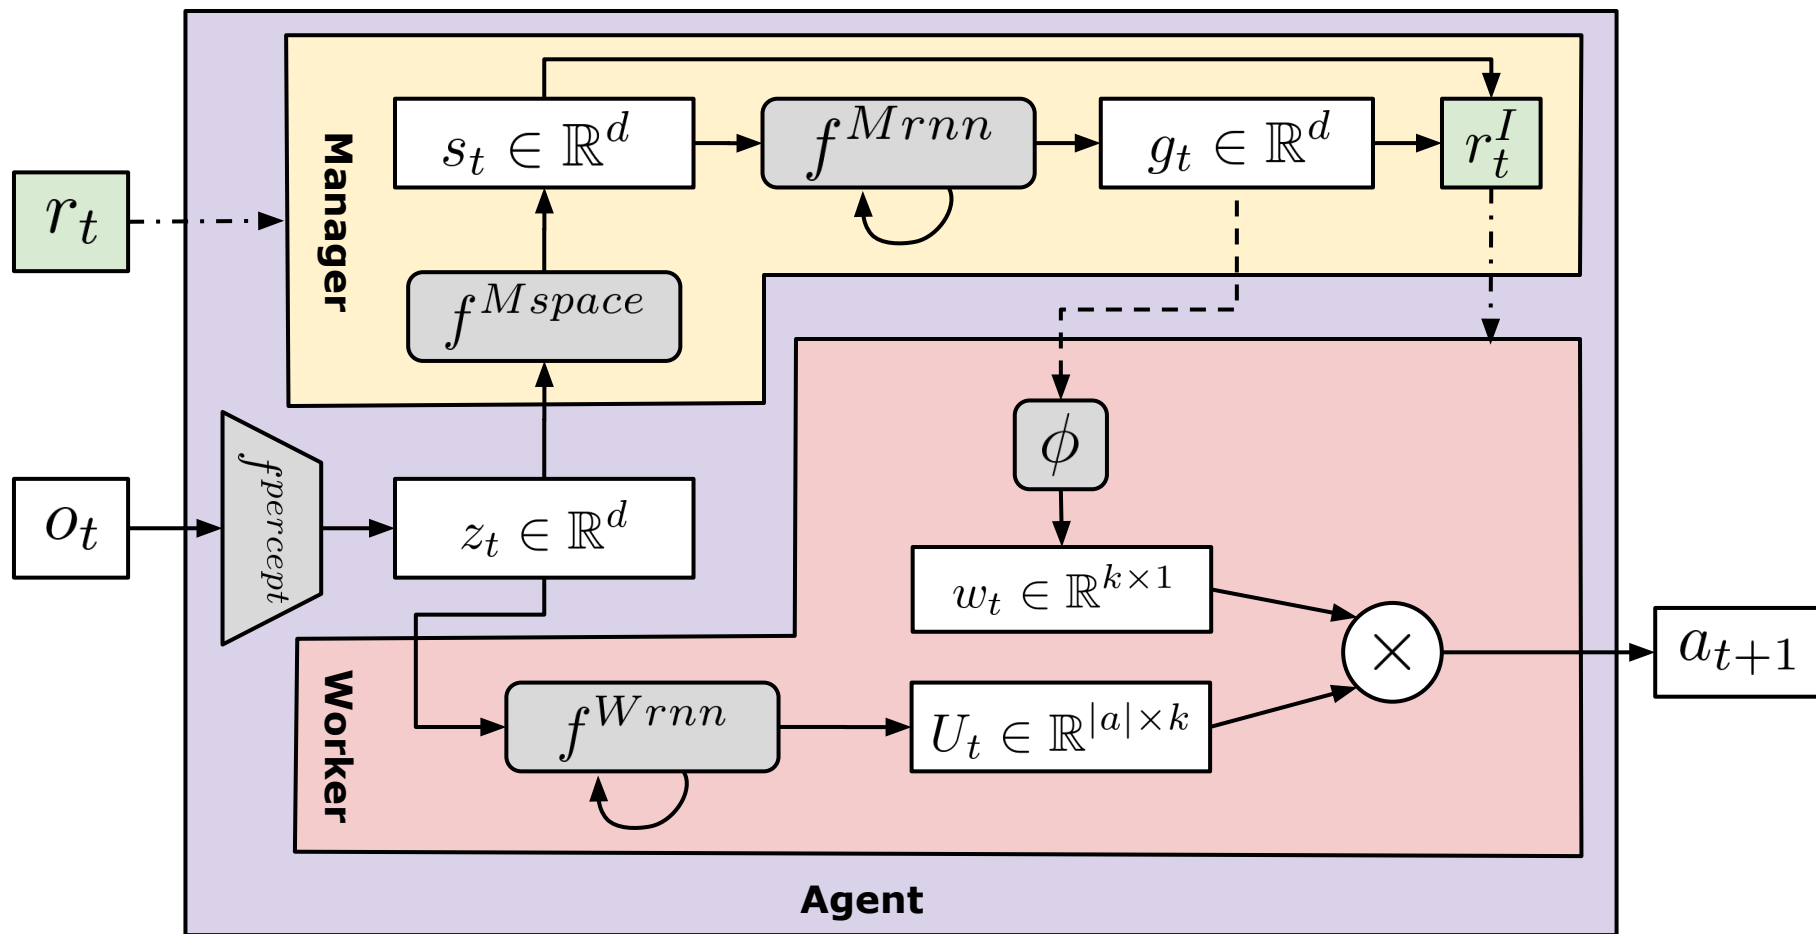 Manager
s_t ∈ ℝ^d
f^{Mrnn}
g_t ∈ ℝ^d
r_t^I
r_t
f^{Mspace}
ϕ
o_t
f^{percept}
z_t ∈ ℝ^d
w_t ∈ ℝ^{k×1}
×
a_{t+1}
Worker
f^{Wrnn}
U_t ∈ ℝ^{|a|×k}
Agent